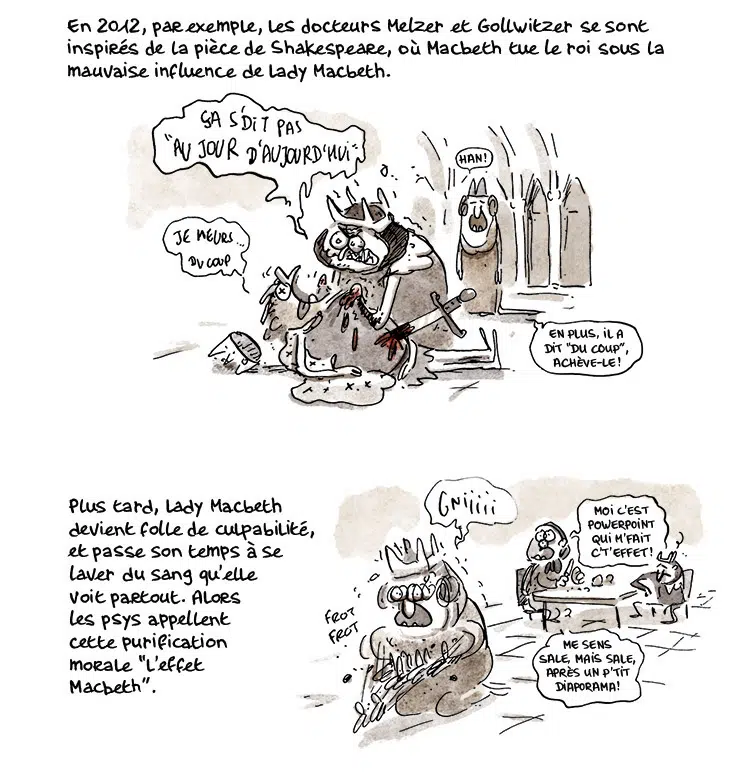 En 2012, par exemple, les docteurs Melzer et Gollwitzer se sont
inspirés de la pièce de Shakespeare, où Macbeth tue le roi sous la
mauvaise influence de Lady Macbeth.
ÇA S'DIT PAS
"AU JOUR D'AUJOURD'HUI"
HAN!
JE MEURS...
DU COUP
EN PLUS, IL A
DIT "DU COUP",
ACHÈVE-LE!
Plus tard, Lady Macbeth
devient folle de culpabilité,
et passe son temps à se
laver du sang qu'elle
voit partout. Alors
les psys appellent
cette purification
morale "l'effet
Macbeth".
GNiiiii
FROT
FROT
MOI C'EST
POWERPOINT
QUI M'FAIT
C'T'EFFET!
ME SENS
SALE, MAIS SALE,
APRÈS UN P'TIT
DIAPORAMA!